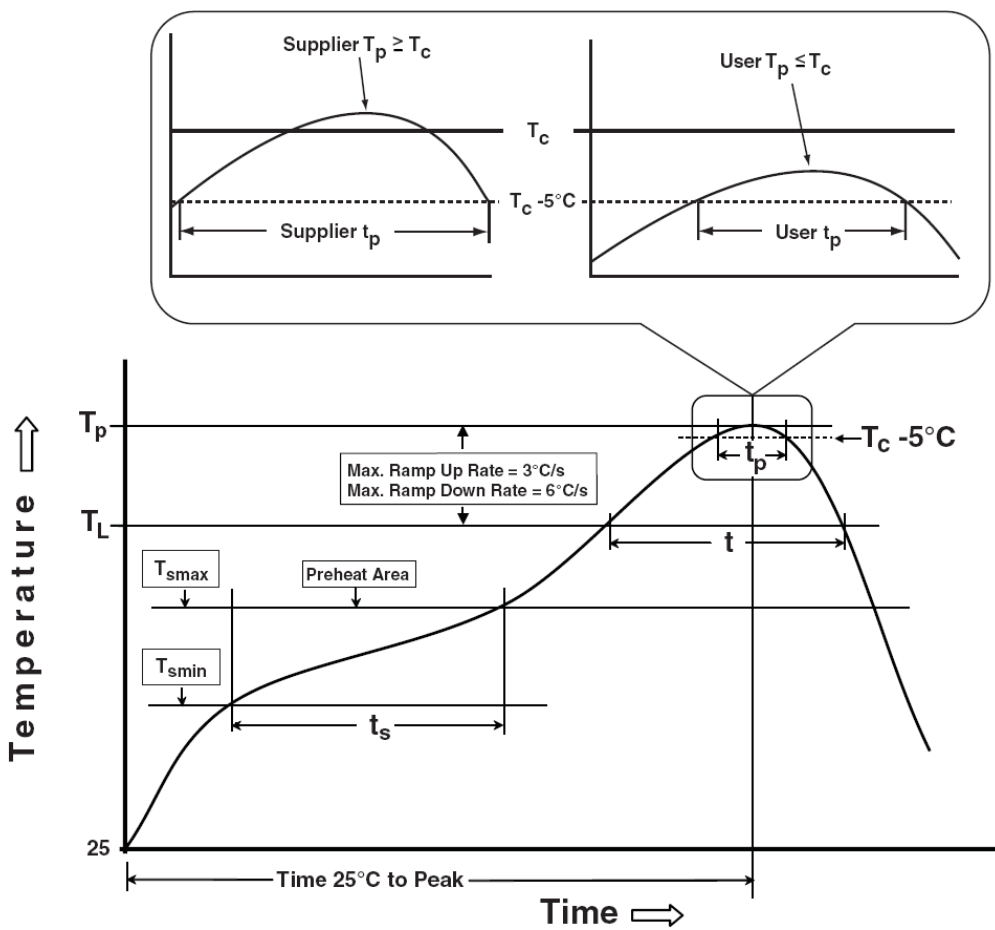 Supplier Tp ≥ Tc
User Tp ≤ Tc
Tc
Tc -5°C
Supplier tp
User tp
Tp
Tc -5°C
tp
Max. Ramp Up Rate = 3°C/s
Max. Ramp Down Rate = 6°C/s
TL
t
Tsmax
Preheat Area
Tsmin
ts
Temperature
25
Time 25°C to Peak
Time